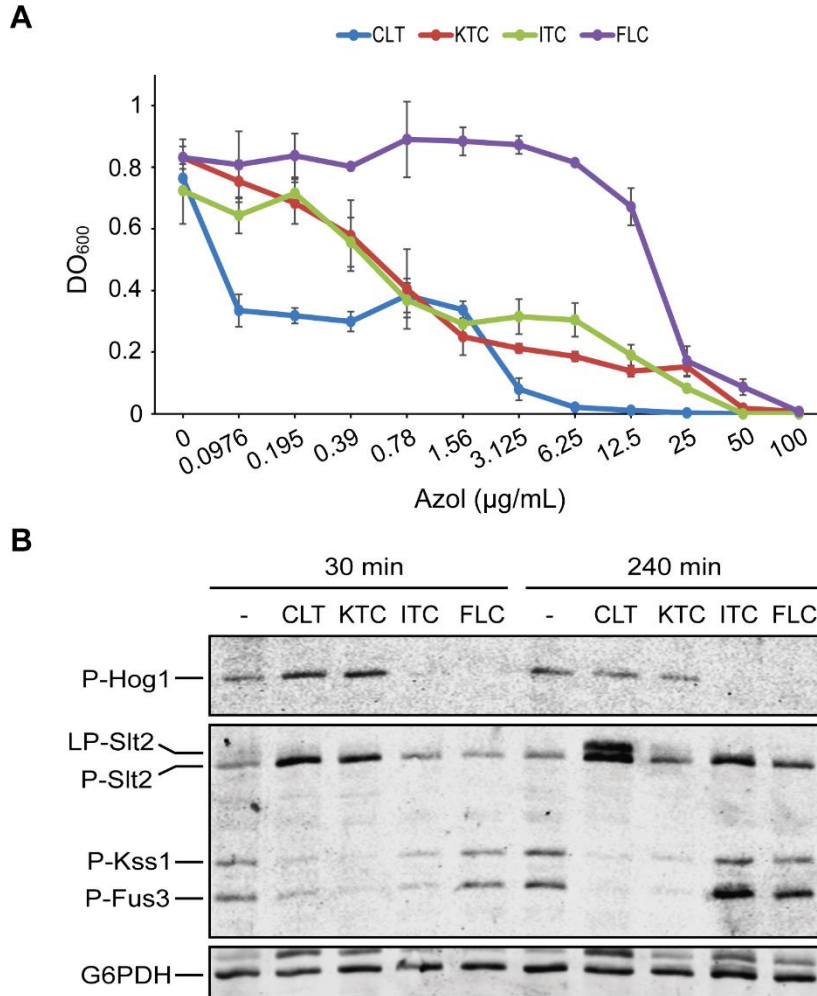 A
CLT KTC ITC FLC
1
0.8
0.6
0.4
0.2
0
DO600
0 0.0976 0.195 0.39 0.78 1.56 3.125 6.25 12.5 25 50 100
Azol (µg/mL)
B
30 min 240 min
- CLT KTC ITC FLC - CLT KTC ITC FLC
P-Hog1
LP-Slt2
P-Slt2
P-Kss1
P-Fus3
G6PDH